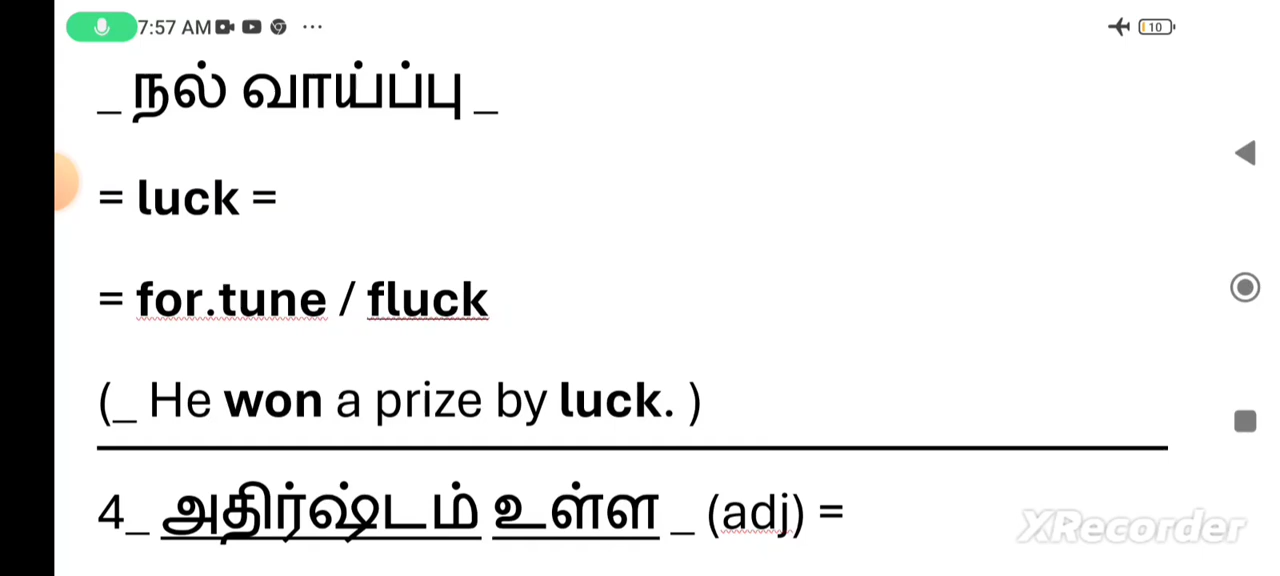 7:57 AM ...
10
_ நல் வாய்ப்பு _
= luck =
= for.tune / fluck
(_ He won a prize by luck. )
4_ அதிர்ஷ்டம் உள்ள _ (adj) =
XRecorder